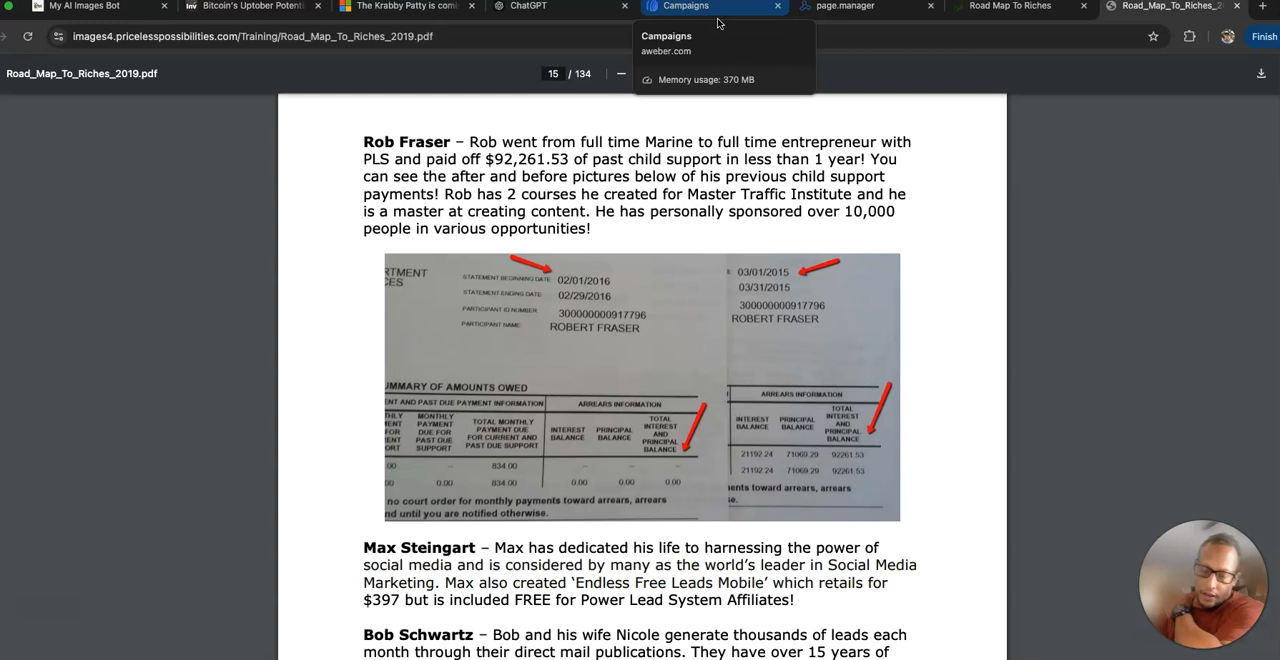 My AI Images Bot
Bitcoin's Uptober Potenti
The Krabby Patty is comi
ChatGPT
Campaigns
page.manager
Road Map To Riches
Road_Map_To_Riches_2
images4.pricelesspossibilities.com/Training/Road_Map_To_Riches_2019.pdf
Finish
Campaigns
aweber.com
Memory usage: 370 MB
Road_Map_To_Riches_2019.pdf
15 / 134
Rob Fraser – Rob went from full time Marine to full time entrepreneur with
PLS and paid off $92,261.53 of past child support in less than 1 year! You
can see the after and before pictures below of his previous child support
payments! Rob has 2 courses he created for Master Traffic Institute and he
is a master at creating content. He has personally sponsored over 10,000
people in various opportunities!
RTMENT
CES
STATEMENT BEGINNING DATE: 02/01/2016
STATEMENT ENDING DATE: 02/29/2016
PARTICIPANT ID NUMBER: 300000000917796
PARTICIPANT NAME: ROBERT FRASER
03/01/2015
03/31/2015
300000000917796
ROBERT FRASER
UMMARY OF AMOUNTS OWED
ENT AND PAST DUE PAYMENT INFORMATION
ARREARS INFORMATION
HLY
MENT
FOR
ENT
ORT
MONTHLY
PAYMENT
DUE FOR
PAST DUE
SUPPORT
TOTAL MONTHLY
PAYMENT DUE
FOR CURRENT AND
PAST DUE SUPPORT
INTEREST
BALANCE
PRINCIPAL
BALANCE
TOTAL
INTEREST
AND
PRINCIPAL
BALANCE
.00 -- 834.00 -- -- --
00 0.00 834.00 0.00 0.00 0.00
no court order for monthly payments toward arrears, arrears
nd until you are notified otherwise.
ARREARS INFORMATION
INTEREST
BALANCE
PRINCIPAL
BALANCE
TOTAL
INTEREST
AND
PRINCIPAL
BALANCE
21192.24 71069.29 92261.53
21192.24 71069.29 92261.53
ents toward arrears, arrears
se.
Max Steingart – Max has dedicated his life to harnessing the power of
social media and is considered by many as the world's leader in Social Media
Marketing. Max also created 'Endless Free Leads Mobile' which retails for
$397 but is included FREE for Power Lead System Affiliates!
Bob Schwartz – Bob and his wife Nicole generate thousands of leads each
month through their direct mail publications. They have over 15 years of